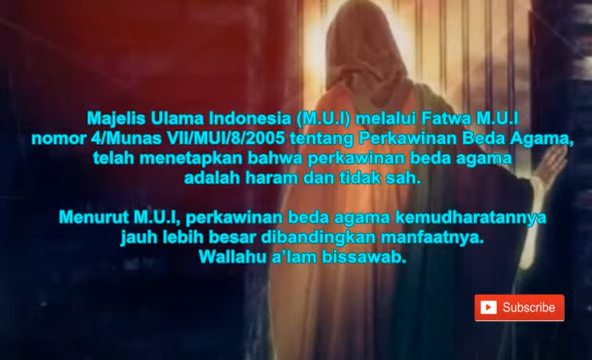 Majelis Ulama Indonesia (M.U.I) melalui Fatwa M.U.I
nomor 4/Munas VII/MUI/8/2005 tentang Perkawinan Beda Agama,
telah menetapkan bahwa perkawinan beda agama
adalah haram dan tidak sah.
Menurut M.U.I, perkawinan beda agama kemudharatannya
jauh lebih besar dibandingkan manfaatnya.
Wallahu a'lam bissawab.
Subscribe